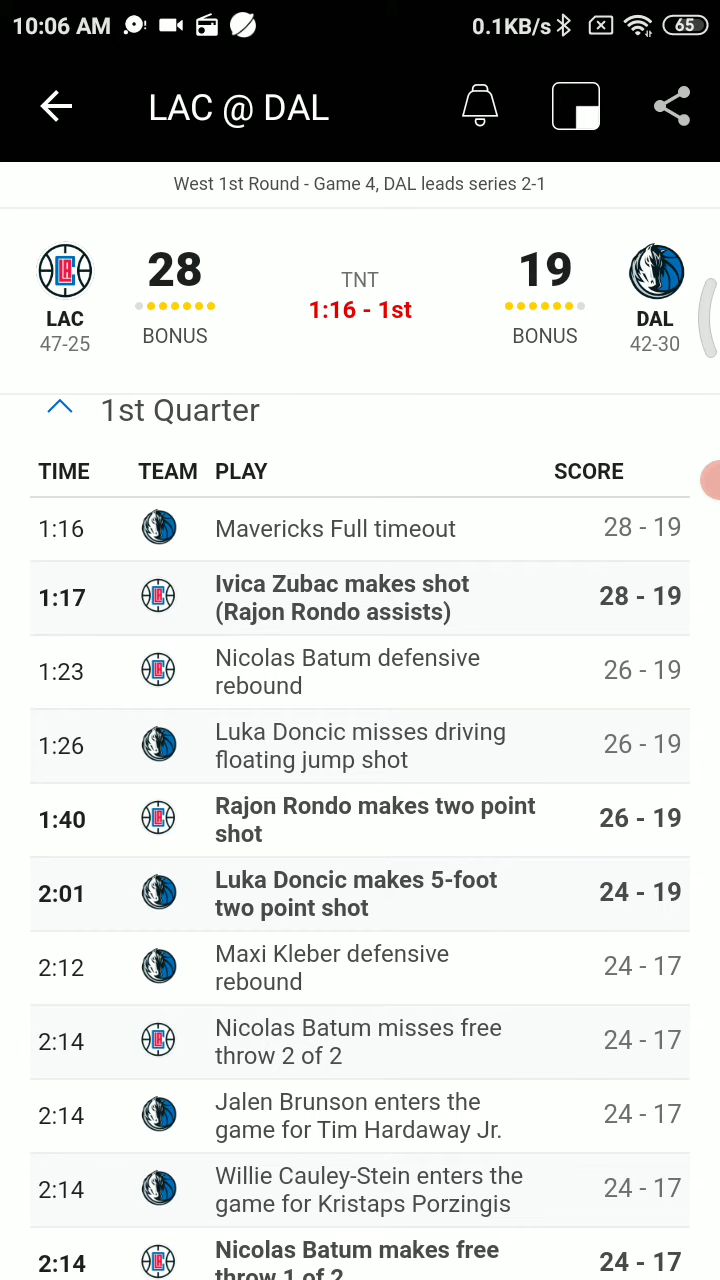 10:06 AM
0.1KB/s
65
LAC @ DAL
West 1st Round - Game 4, DAL leads series 2-1
28
19
TNT
1:16 - 1st
LAC
BONUS
BONUS
DAL
47-25
42-30
1st Quarter
TIME TEAM PLAY SCORE
1:16 Mavericks Full timeout 28 - 19
1:17 Ivica Zubac makes shot 28 - 19
(Rajon Rondo assists)
1:23 Nicolas Batum defensive 26 - 19
rebound
1:26 Luka Doncic misses driving 26 - 19
floating jump shot
1:40 Rajon Rondo makes two point 26 - 19
shot
2:01 Luka Doncic makes 5-foot 24 - 19
two point shot
2:12 Maxi Kleber defensive 24 - 17
rebound
2:14 Nicolas Batum misses free 24 - 17
throw 2 of 2
2:14 Jalen Brunson enters the 24 - 17
game for Tim Hardaway Jr.
2:14 Willie Cauley-Stein enters the 24 - 17
game for Kristaps Porzingis
2:14 Nicolas Batum makes free 24 - 17
throw 1 of 2